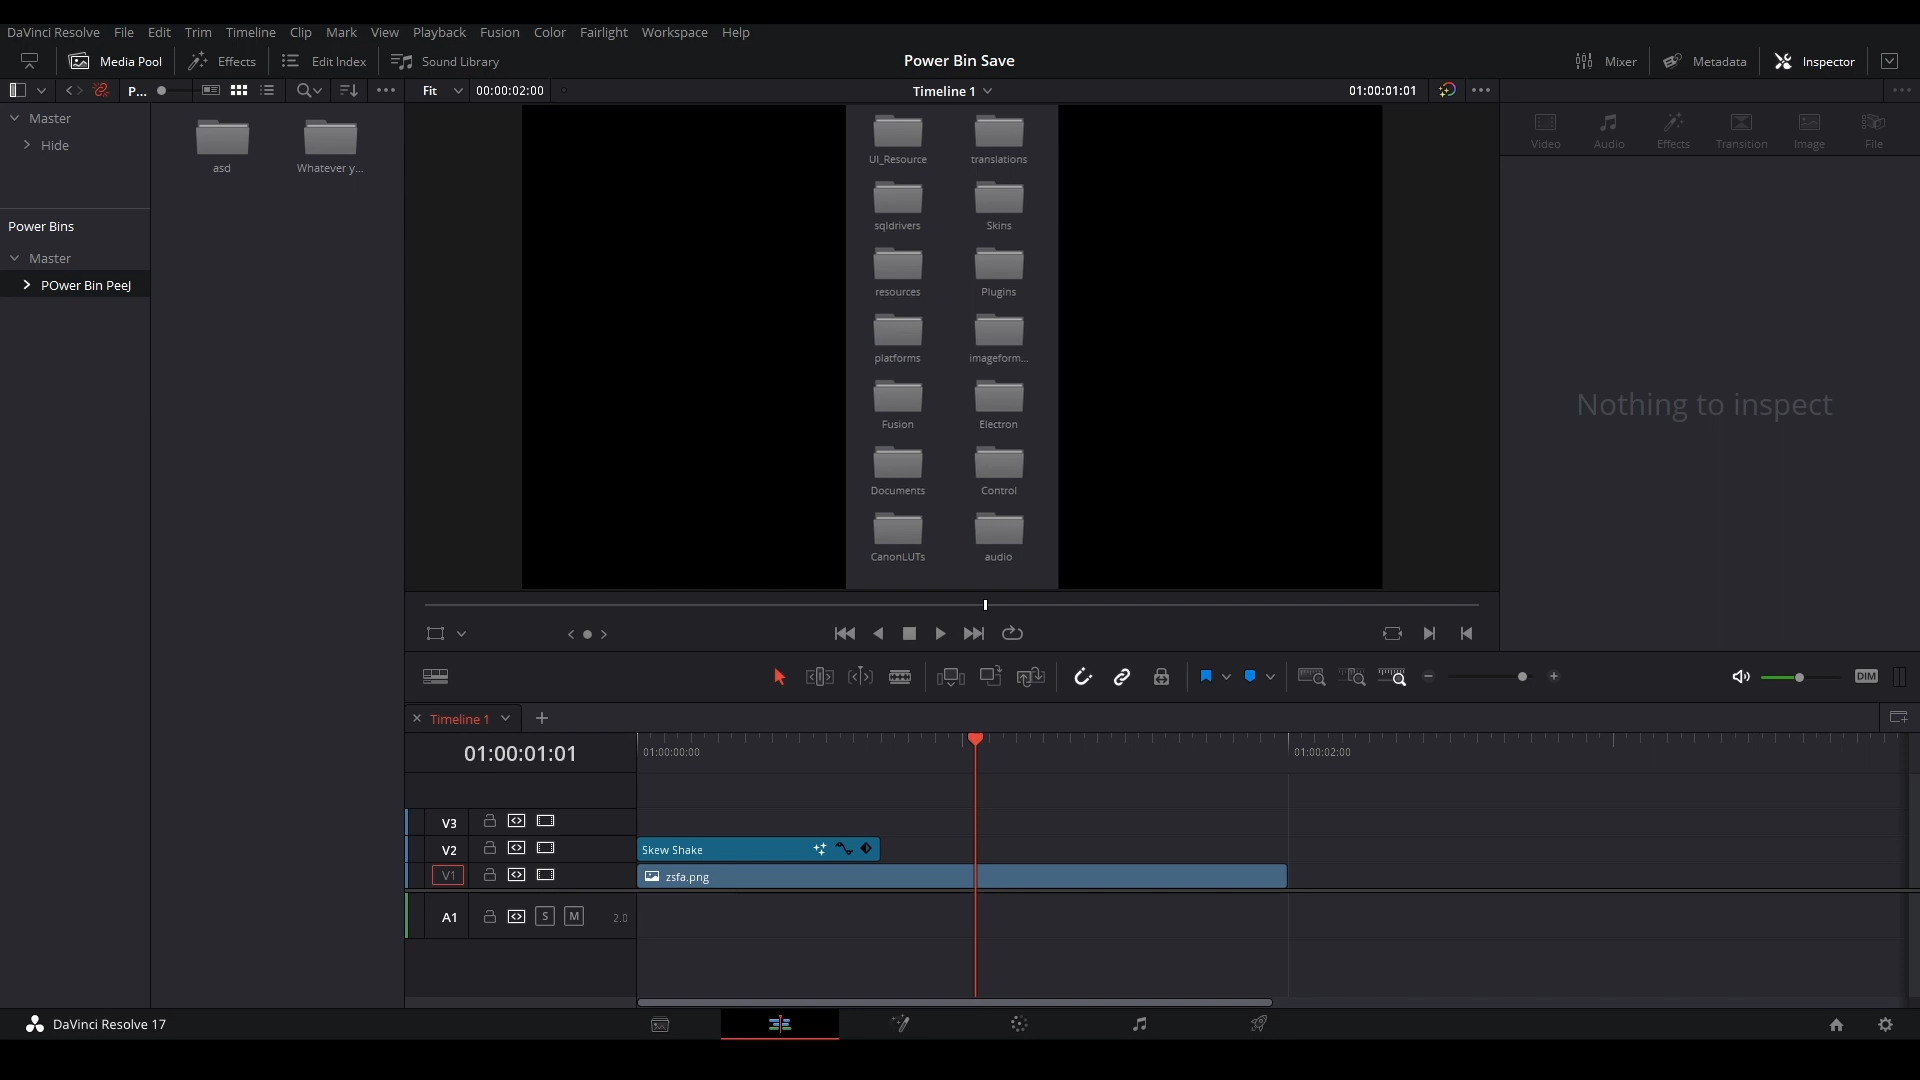 DaVinci Resolve File Edit Trim Timeline Clip Mark View Playback Fusion Color Fairlight Workspace Help
Media Pool Effects Edit Index Sound Library Power Bin Save Mixer Metadata Inspector
P... Fit 00:00:02:00 Timeline 1 01:00:01:01
Master
Hide
Power Bins
Master
POwer Bin PeeJ
asd Whatever y...
UI_Resource translations
sqldrivers Skins
resources Plugins
platforms imageform...
Fusion Electron
Documents Control
CanonLUTs audio
Video Audio Effects Transition Image File
Nothing to inspect
DIM
Timeline 1
01:00:01:01 01:00:00:00 01:00:02:00
V3
V2 Skew Shake
V1 zsfa.png
A1 S M 2.0
DaVinci Resolve 17